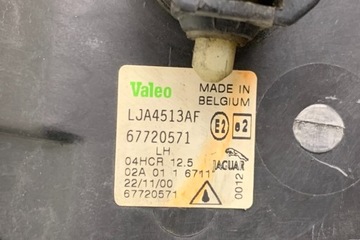 Valeo
MADE IN
BELGIUM
LJA4513AF
E2 e2
67720571
LH
04HCR 12.5
02A 01 1 6711
JAGUAR
22/11/00
0012
67720571